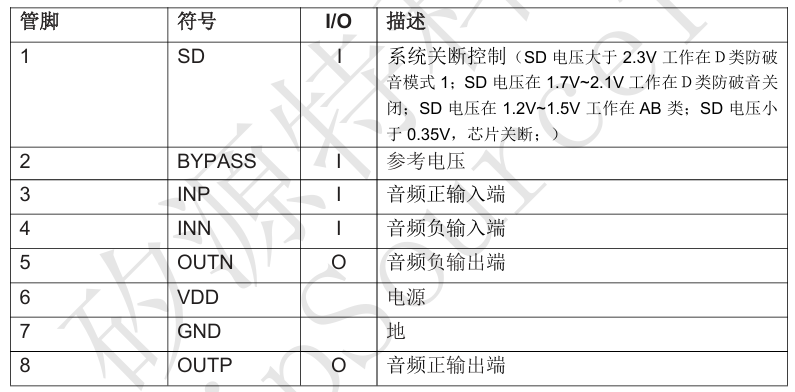 管脚 符号 I/O 描述
1 SD I 系统关断控制（SD 电压大于 2.3V 工作在D类防破
音模式 1；SD 电压在 1.7V~2.1V 工作在D类防破音关
闭；SD 电压在 1.2V~1.5V 工作在 AB 类；SD 电压小
于 0.35V，芯片关断；）
2 BYPASS I 参考电压
3 INP I 音频正输入端
4 INN I 音频负输入端
5 OUTN O 音频负输出端
6 VDD 电源
7 GND 地
8 OUTP O 音频正输出端
矽源特
ipSource